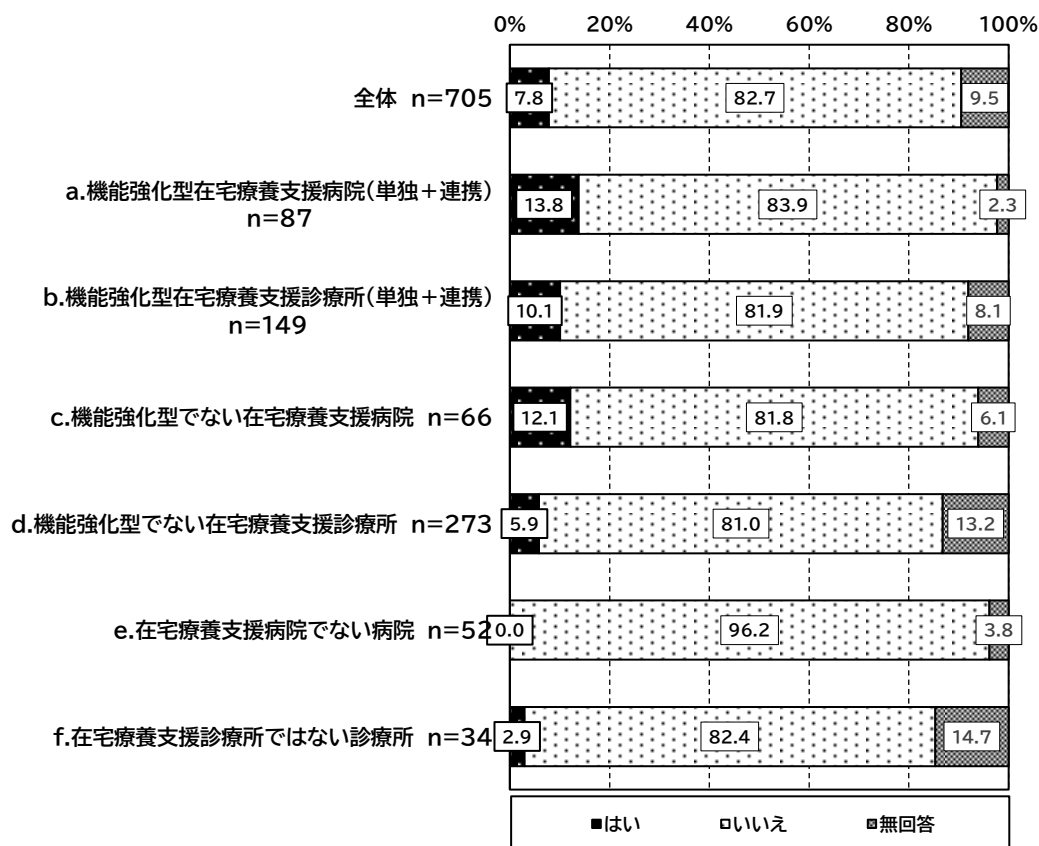 0% 20% 40% 60% 80% 100%
全体 n=705 7.8 82.7 9.5
a.機能強化型在宅療養支援病院(単独+連携)
n=87
13.8 83.9 2.3
b.機能強化型在宅療養支援診療所(単独+連携)
n=149
10.1 81.9 8.1
c.機能強化型でない在宅療養支援病院 n=66 12.1 81.8 6.1
d.機能強化型でない在宅療養支援診療所 n=273 5.9 81.0 13.2
e.在宅療養支援病院でない病院 n=52 0.0 96.2 3.8
f.在宅療養支援診療所ではない診療所 n=34 2.9 82.4 14.7
はい いいえ 無回答